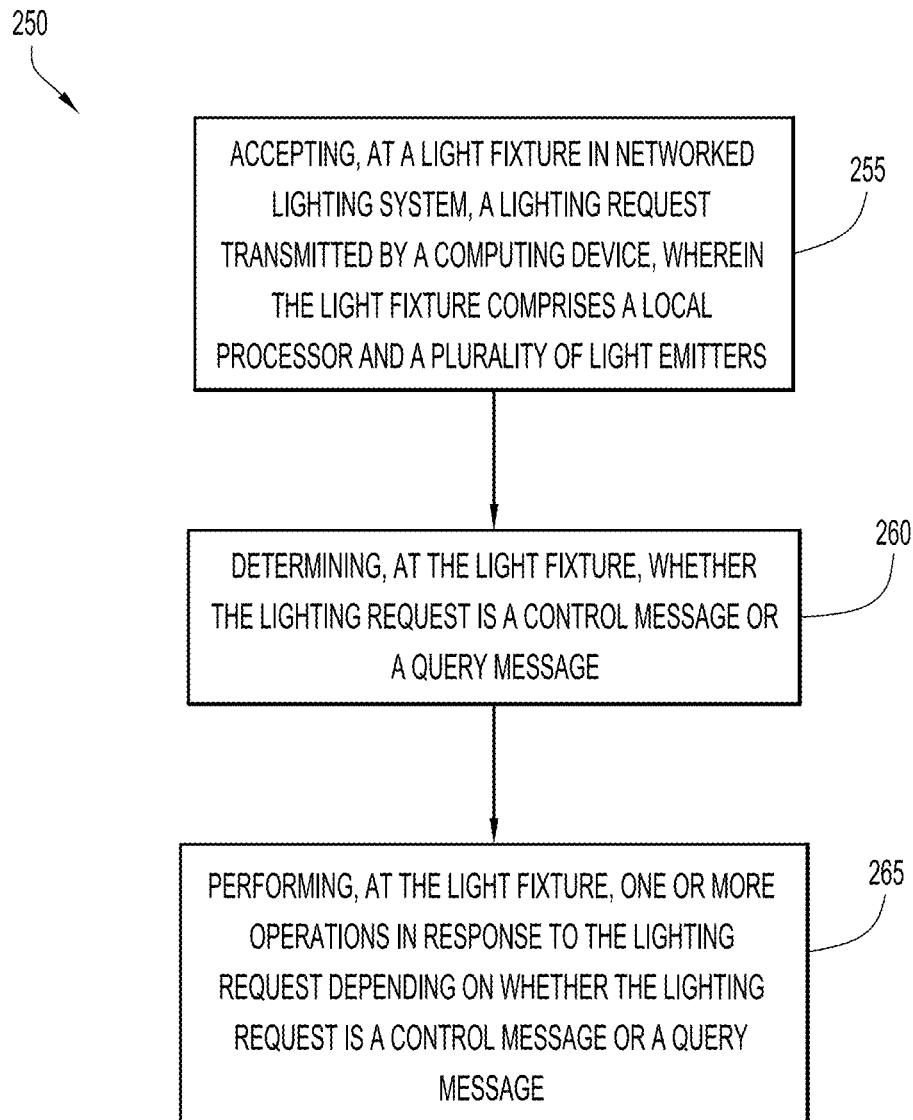 250
ACCEPTING, AT A LIGHT FIXTURE IN NETWORKED
LIGHTING SYSTEM, A LIGHTING REQUEST
TRANSMITTED BY A COMPUTING DEVICE, WHEREIN
THE LIGHT FIXTURE COMPRISES A LOCAL
PROCESSOR AND A PLURALITY OF LIGHT EMITTERS
255
DETERMINING, AT THE LIGHT FIXTURE, WHETHER
THE LIGHTING REQUEST IS A CONTROL MESSAGE OR
A QUERY MESSAGE
260
PERFORMING, AT THE LIGHT FIXTURE, ONE OR MORE
OPERATIONS IN RESPONSE TO THE LIGHTING
REQUEST DEPENDING ON WHETHER THE LIGHTING
REQUEST IS A CONTROL MESSAGE OR A QUERY
MESSAGE
265